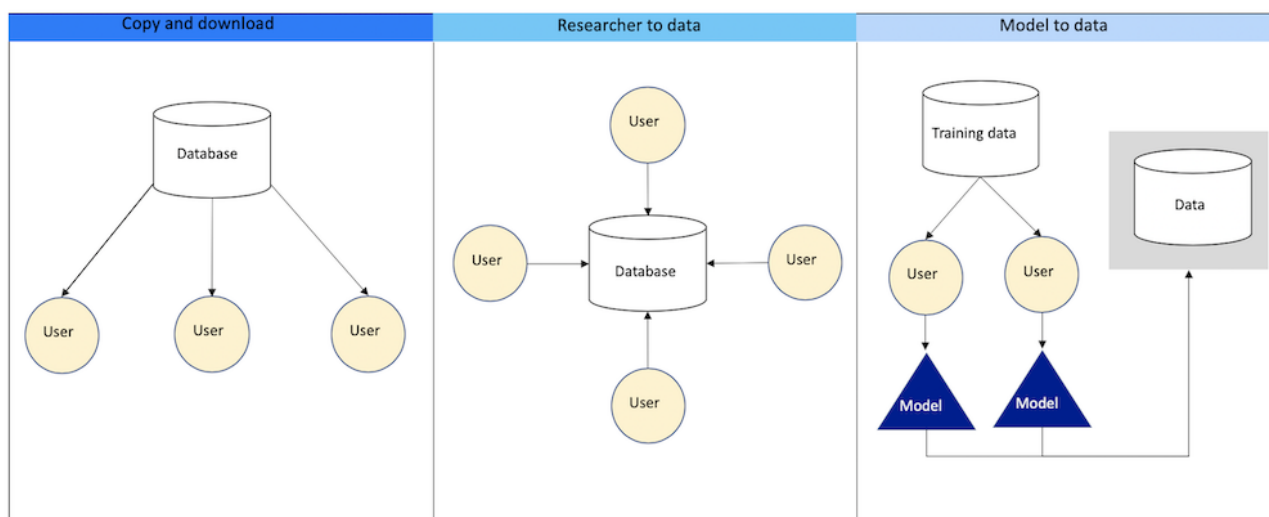 Copy and download
Researcher to data
Model to data
Database
User
User
User
User
User
Database
User
User
Training data
Data
User
User
Model
Model